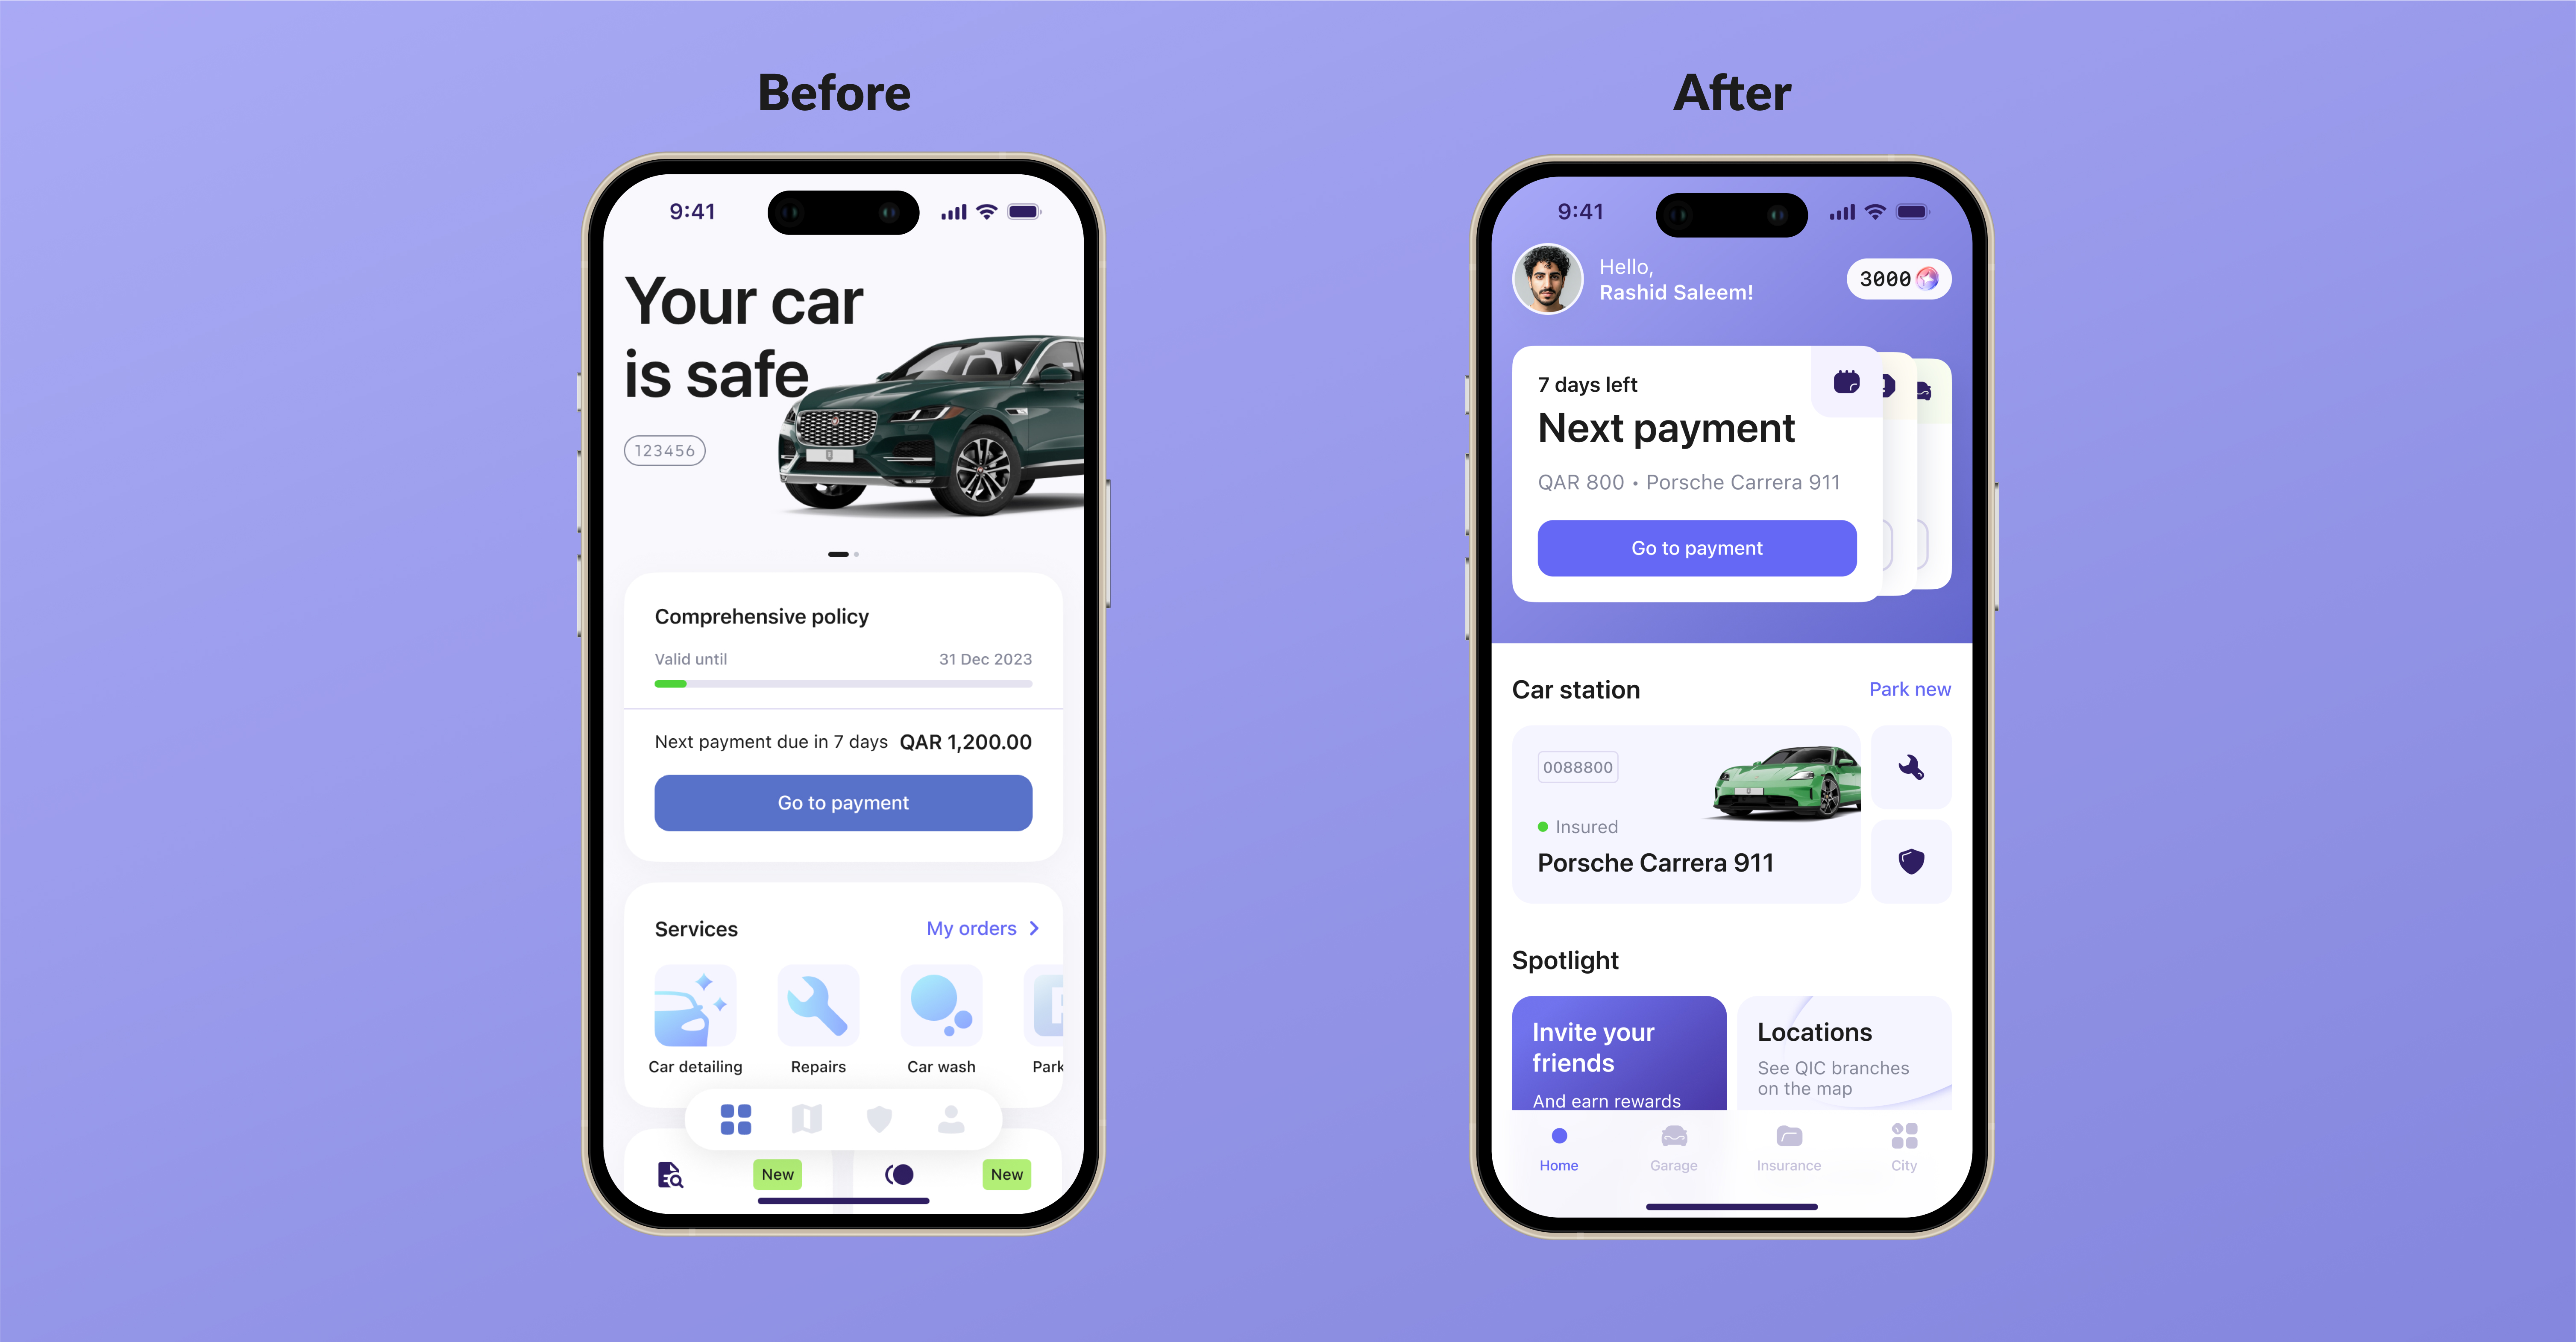 Before
9:41
Your car
is safe
123456
Comprehensive policy
Valid until
31 Dec 2023
Next payment due in 7 days
QAR 1,200.00
Go to payment
Services
My orders
Car detailing
Repairs
Car wash
Park
New
New
After
9:41
Hello,
Rashid Saleem!
3000
7 days left
Next payment
QAR 800 • Porsche Carrera 911
Go to payment
Car station
Park new
0088800
Insured
Porsche Carrera 911
Spotlight
Invite your
friends
And earn rewards
Locations
See QIC branches
on the map
Home
Garage
Insurance
City